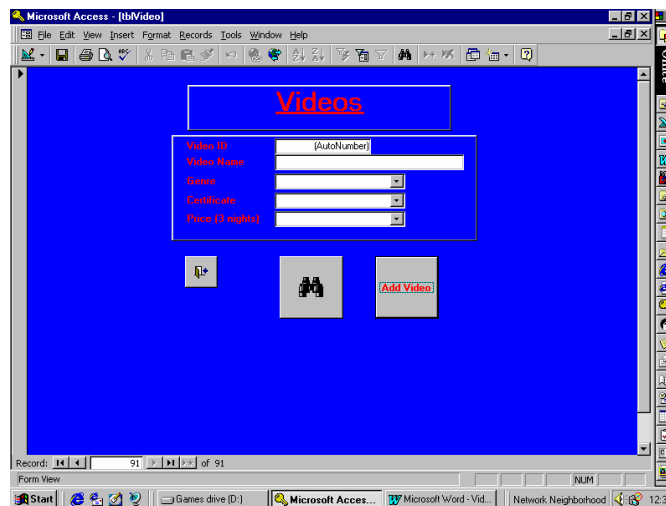 Microsoft Access - [tblVideo]
File Edit View Insert Format Records Tools Window Help
Videos
Video ID (AutoNumber)
Video Name
Genre
Certificate
Price (3 nights)
Add Video
Record: 91 of 91
Form View NUM
Start Games drive (D:) Microsoft Acces... Microsoft Word - Vid... Network Neighborhood